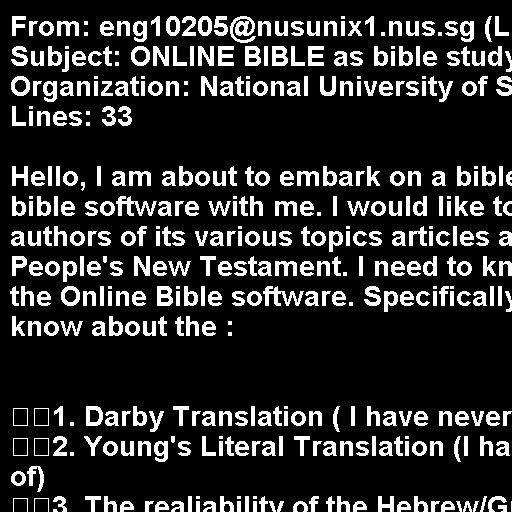 From: eng10205@nusunix1.nus.sg (L
Subject: ONLINE BIBLE as bible study
Organization: National University of S
Lines: 33

Hello, I am about to embark on a bible
bible software with me. I would like to
authors of its various topics articles a
People's New Testament. I need to kn
the Online Bible software. Specifically
know about the :

□□1. Darby Translation ( I have never
□□2. Young's Literal Translation (I ha
of)
□□3. The realiability of the Hebrew/G